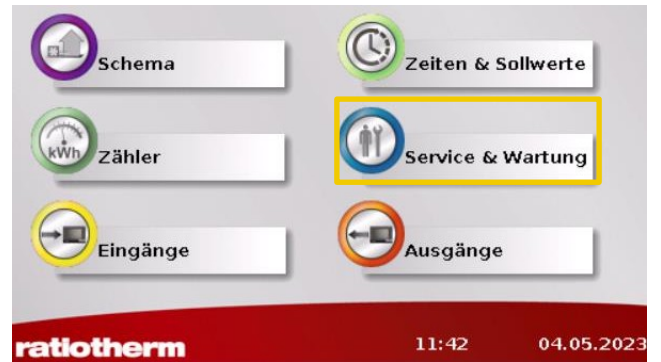 Schema
Zeiten & Sollwerte
kWh
Zähler
Service & Wartung
Eingänge
Ausgänge
ratiotherm
11:42
04.05.2023